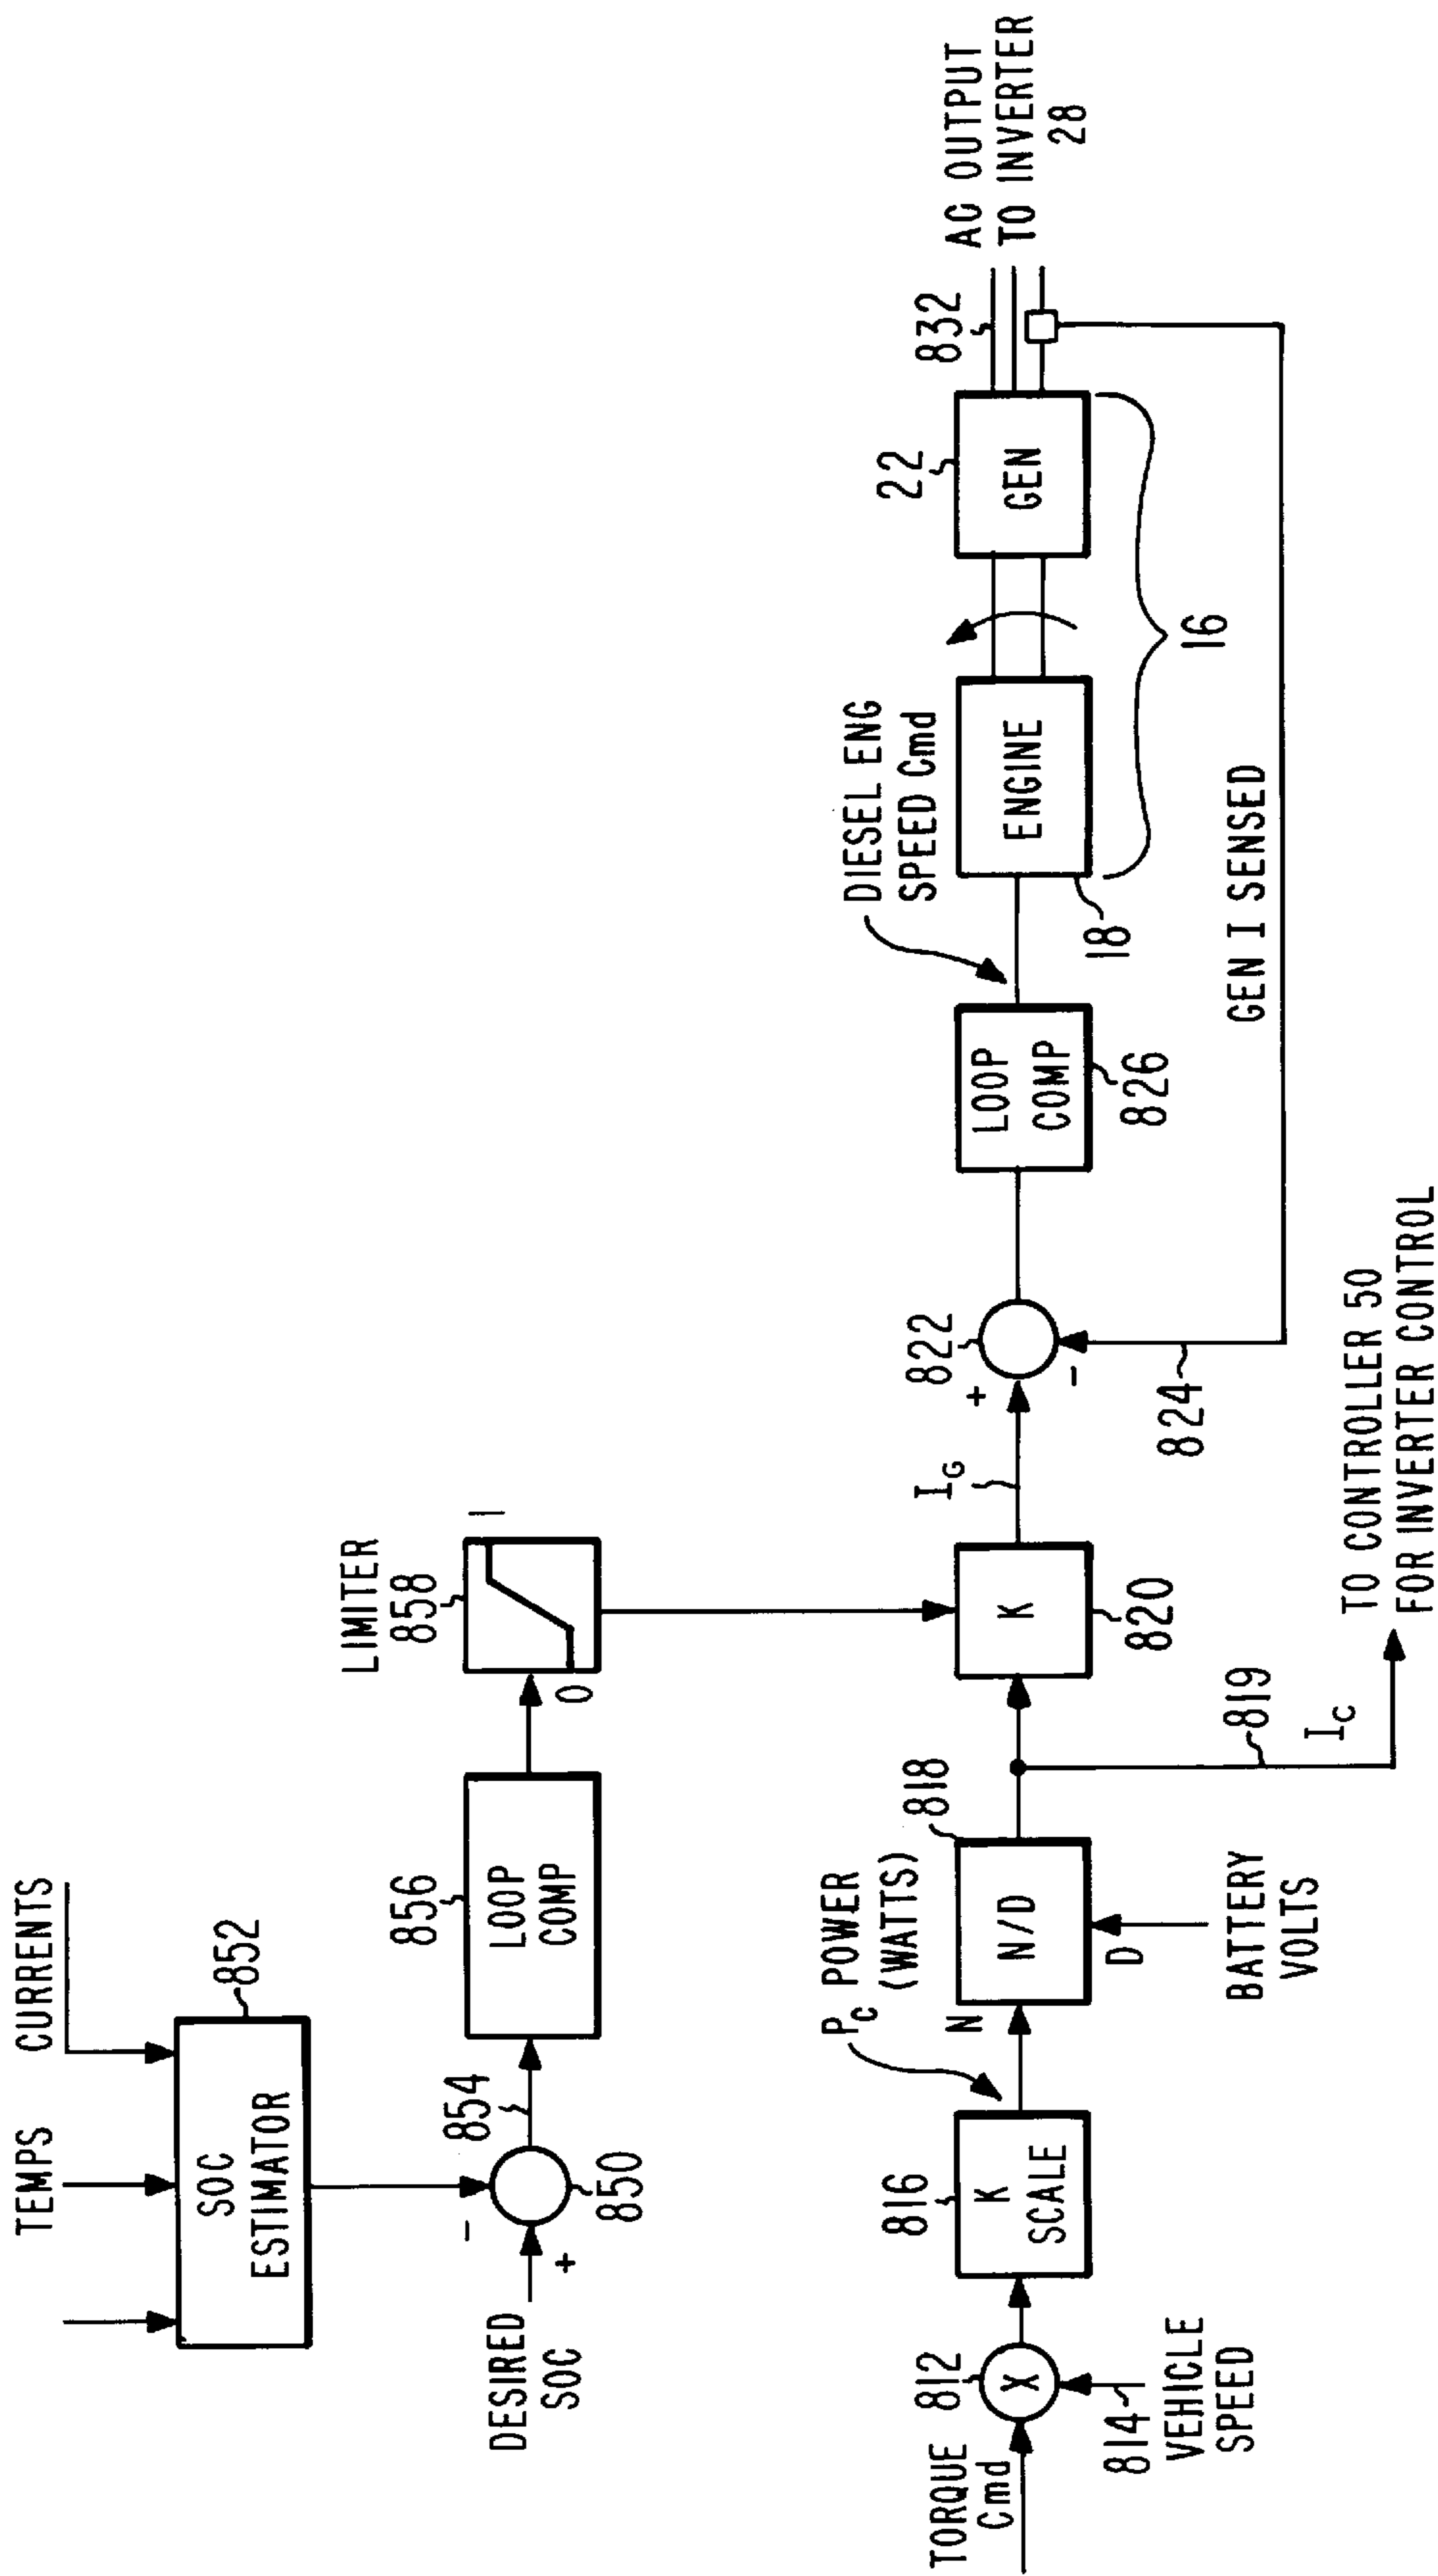 TEMPS
CURRENTS
SOC
ESTIMATOR
852
DESIRED
SOC
+
-
850
854
LOOP
COMP
856
LIMITER
858
0
1
TORQUE
Cmd
812
X
814
VEHICLE
SPEED
816
K
SCALE
PC POWER
(WATTS)
N
818
N/D
D
BATTERY
VOLTS
819
IC
TO CONTROLLER 50
FOR INVERTER CONTROL
K
820
IG
+
-
822
824
LOOP
COMP
826
DIESEL ENG
SPEED Cmd
ENGINE
18
16
22
GEN
832
AC OUTPUT
TO INVERTER
28
GEN I SENSED